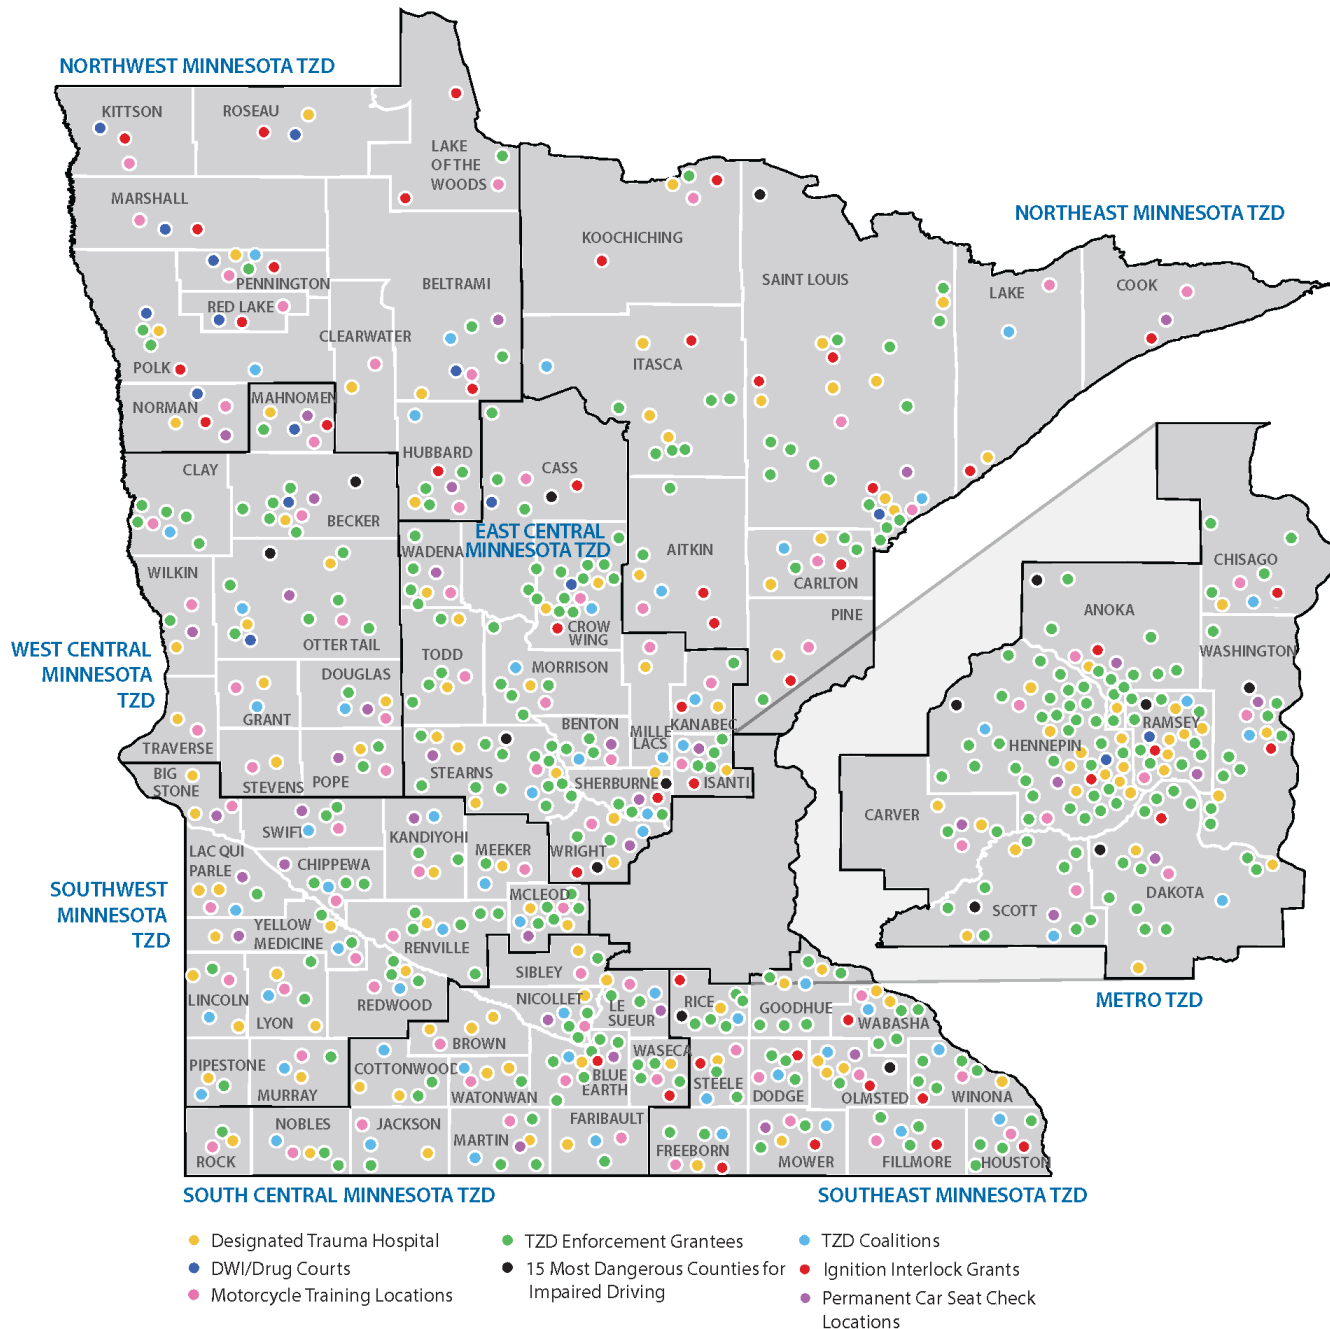 NORTHWEST MINNESOTA TZD
KITTSON
ROSEAU
LAKE
OF THE
WOODS
MARSHALL
NORTHEAST MINNESOTA TZD
KOOCHICHING
SAINT LOUIS
LAKE
COOK
PENNINGTON
BELTRAMI
RED LAKE
CLEARWATER
ITASCA
POLK
NORMAN
MAHNOMEN
HUBBARD
CASS
CLAY
BECKER
EAST CENTRAL
MINNESOTA TZD
WADENA
AITKIN
CARLTON
CHISAGO
WILKIN
PINE
ANOKA
CROW
WING
OTTER TAIL
WEST CENTRAL
MINNESOTA
TZD
TODD
MORRISON
WASHINGTON
DOUGLAS
GRANT
BENTON
MILLE
LACS
KANABEC
RAMSEY
HENNEPIN
TRAVERSE
STEARNS
BIG
STONE
STEVENS
POPE
SHERBURNE
ISANTI
CARVER
SWIFT
KANDIYOHI
LAC QUI
PARLE
CHIPPEWA
MEEKER
WRIGHT
SOUTHWEST
MINNESOTA
TZD
MCLEOD
DAKOTA
SCOTT
YELLOW
MEDICINE
RENVILLE
SIBLEY
METRO TZD
LINCOLN
LYON
REDWOOD
NICOLLET
LE
SUEUR
RICE
GOODHUE
WABASHA
BROWN
WASECA
PIPESTONE
MURRAY
COTTONWOOD
WATONWAN
BLUE
EARTH
STEELE
DODGE
OLMSTED
WINONA
NOBLES
JACKSON
MARTIN
FARIBAULT
ROCK
FREEBORN
MOWER
FILLMORE
HOUSTON
SOUTH CENTRAL MINNESOTA TZD
SOUTHEAST MINNESOTA TZD
Designated Trauma Hospital
DWI/Drug Courts
Motorcycle Training Locations
TZD Enforcement Grantees
15 Most Dangerous Counties for
Impaired Driving
TZD Coalitions
Ignition Interlock Grants
Permanent Car Seat Check
Locations